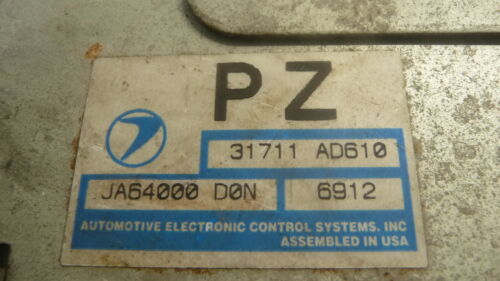 PZ
31711 AD610
JA64000 D0N 6912
AUTOMOTIVE ELECTRONIC CONTROL SYSTEMS, INC
ASSEMBLED IN USA